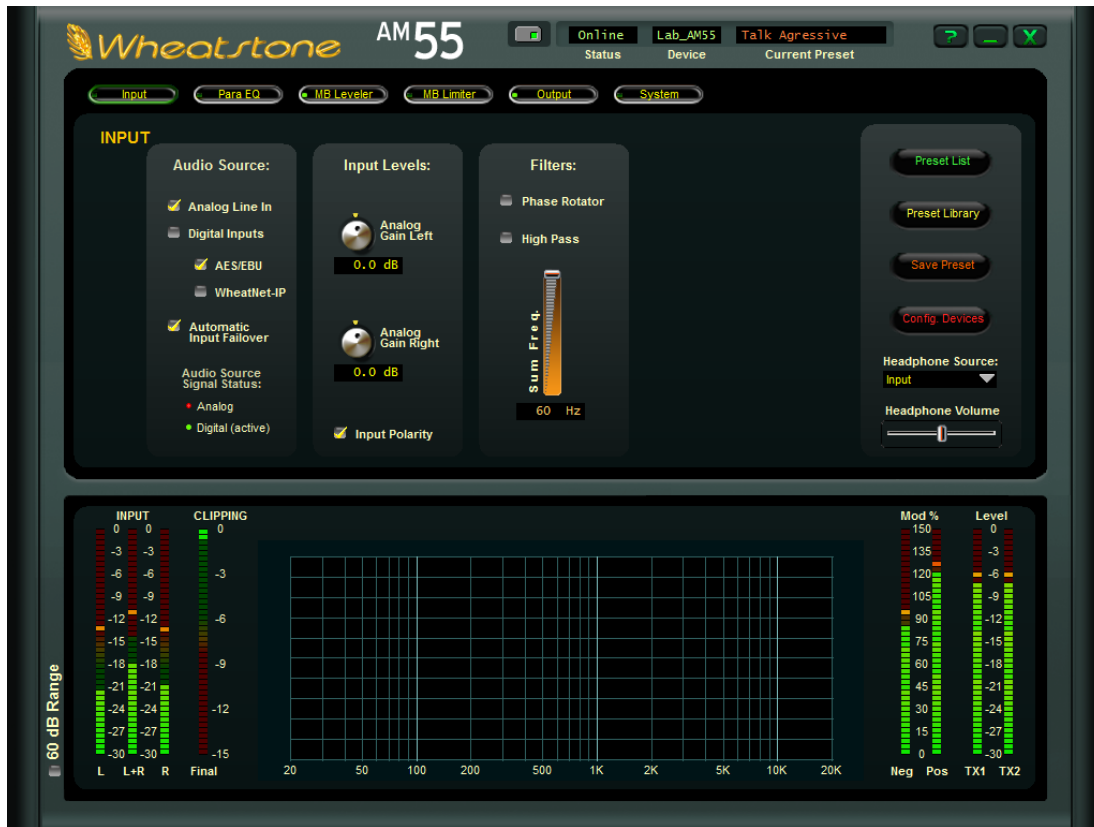 Wheatstone
AM55
Online Lab_AM55 Talk Agressive
Status Device Current Preset
? _ X
Input Para EQ MB Leveler MB Limiter Output System
INPUT
Audio Source:
Analog Line In
Digital Inputs
AES/EBU
WheatNet-IP
Automatic
Input Failover
Audio Source
Signal Status:
Analog
Digital (active)
Input Levels:
Analog
Gain Left
0.0 dB
Analog
Gain Right
0.0 dB
Input Polarity
Filters:
Phase Rotator
High Pass
Sum Freq.
60 Hz
Preset List
Preset Library
Save Preset
Config. Devices
Headphone Source:
Input
Headphone Volume
60 dB Range
INPUT
0 0
-3 -3
-6 -6
-9 -9
-12 -12
-15 -15
-18 -18
-21 -21
-24 -24
-27 -27
-30 -30
L L+R R
CLIPPING
0
-3
-6
-9
-12
-15
Final
20 50 100 200 500 1K 2K 5K 10K 20K
Mod %
150
135
120
105
90
75
60
45
30
15
0
Neg Pos
Level
0
-3
-6
-9
-12
-15
-18
-21
-24
-27
-30
TX1 TX2